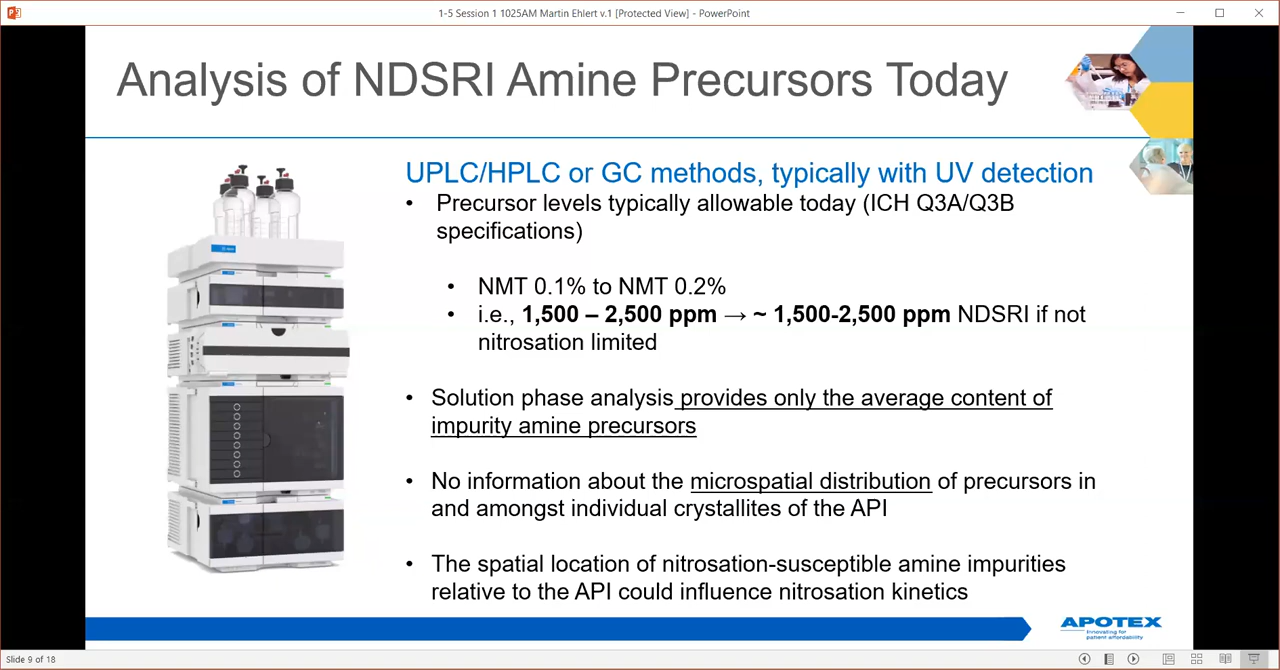 1-5 Session 1 1025AM Martin Ehlert v.1 [Protected View] - PowerPoint
Analysis of NDSRI Amine Precursors Today
UPLC/HPLC or GC methods, typically with UV detection
• Precursor levels typically allowable today (ICH Q3A/Q3B
specifications)
• NMT 0.1% to NMT 0.2%
• i.e., 1,500 – 2,500 ppm → ~ 1,500-2,500 ppm NDSRI if not
nitrosation limited
• Solution phase analysis provides only the average content of
impurity amine precursors
• No information about the microspatial distribution of precursors in
and amongst individual crystallites of the API
• The spatial location of nitrosation-susceptible amine impurities
relative to the API could influence nitrosation kinetics
APOTEX
Innovating for
patient affordability
Slide 9 of 18